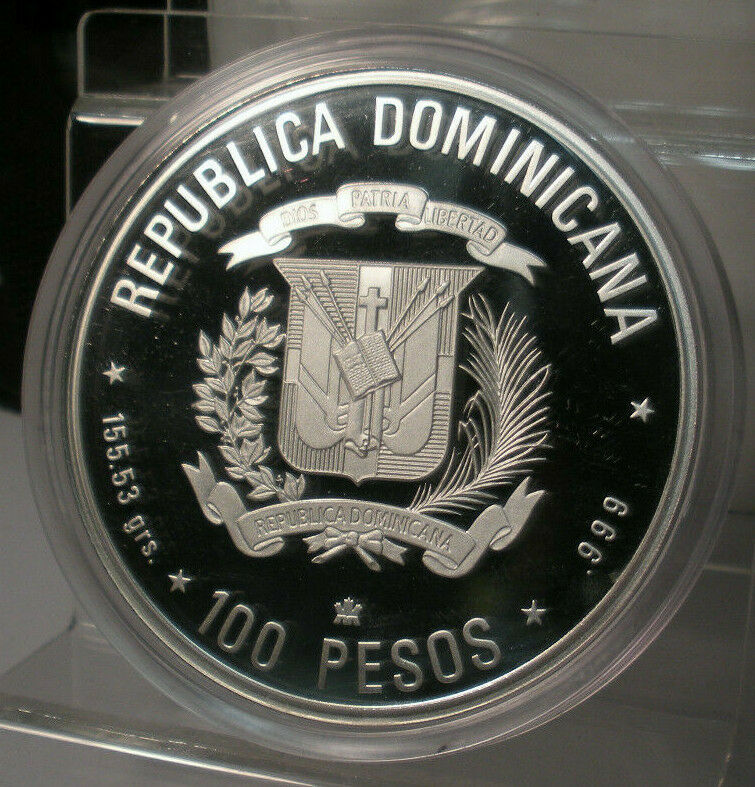 REPUBLICA DOMINICANA
DIOS PATRIA LIBERTAD
REPUBLICA DOMINICANA
155.53 grs.
.999
100 PESOS